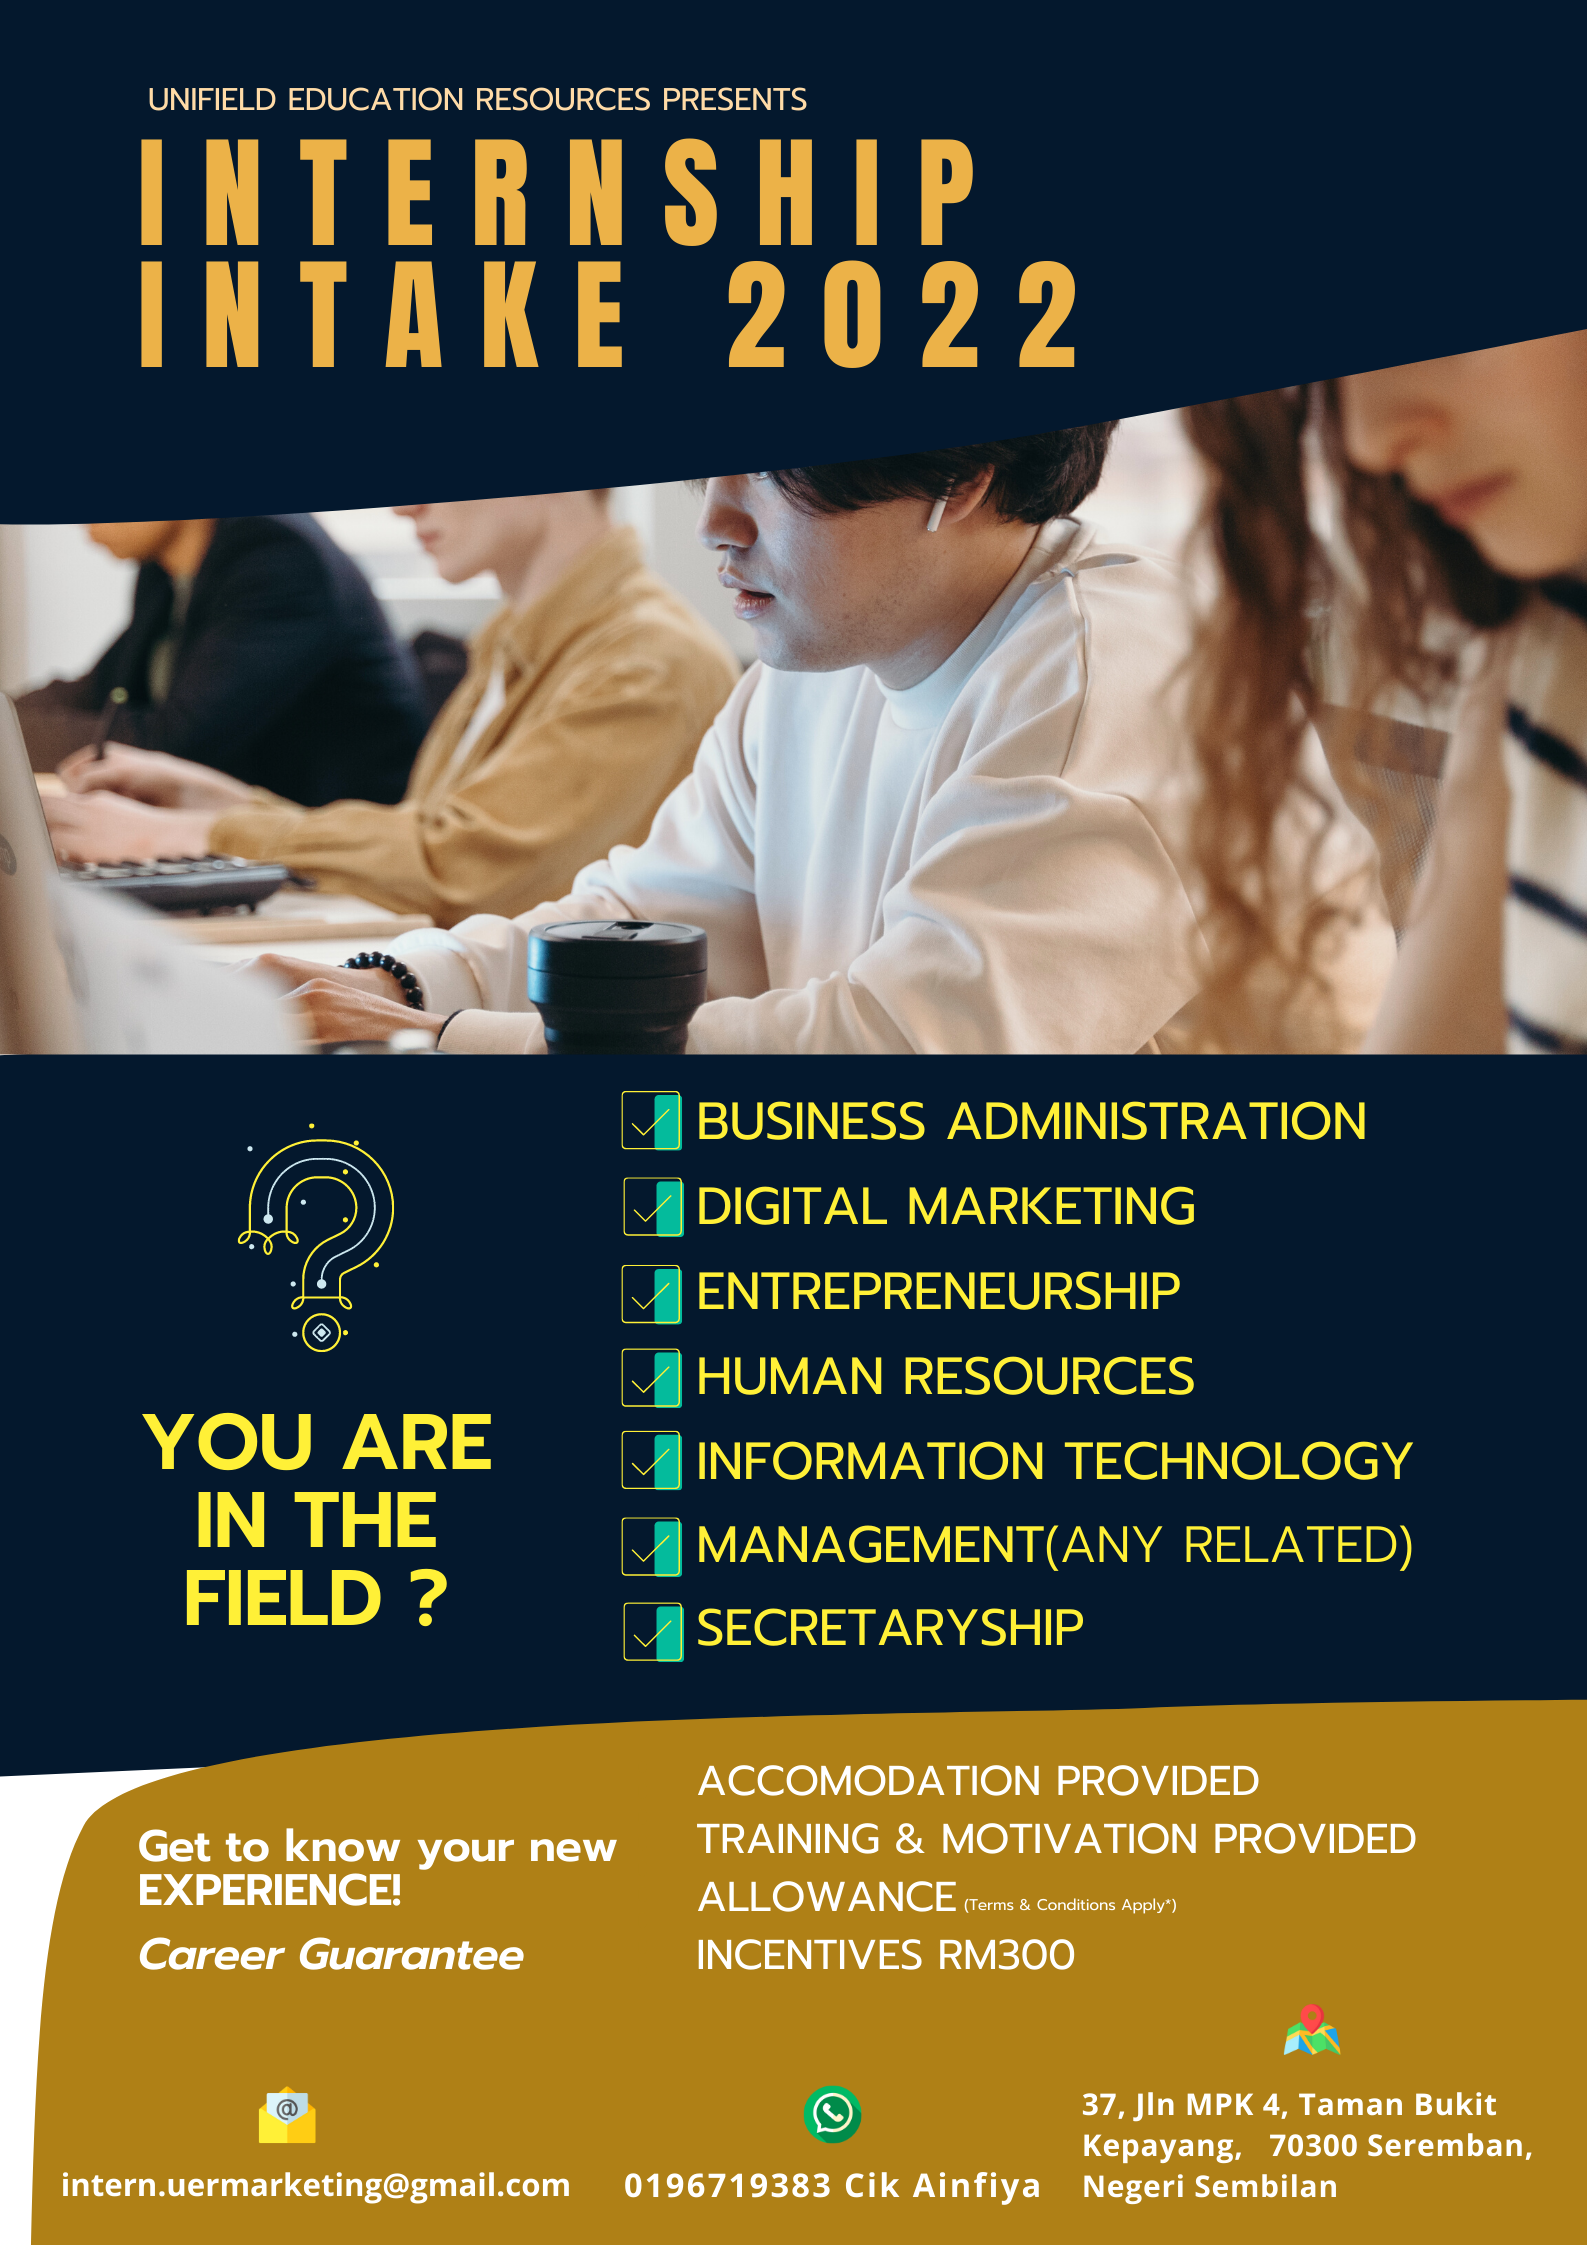 UNIFIELD EDUCATION RESOURCES PRESENTS
INTERNSHIP
INTAKE 2022
BUSINESS ADMINISTRATION
DIGITAL MARKETING
ENTREPRENEURSHIP
HUMAN RESOURCES
INFORMATION TECHNOLOGY
MANAGEMENT(ANY RELATED)
SECRETARYSHIP
YOU ARE
IN THE
FIELD ?
Get to know your new
EXPERIENCE!
Career Guarantee
ACCOMODATION PROVIDED
TRAINING & MOTIVATION PROVIDED
ALLOWANCE (Terms & Conditions Apply*)
INCENTIVES RM300
@
intern.uermarketing@gmail.com
0196719383 Cik Ainfiya
37, Jln MPK 4, Taman Bukit
Kepayang, 70300 Seremban,
Negeri Sembilan